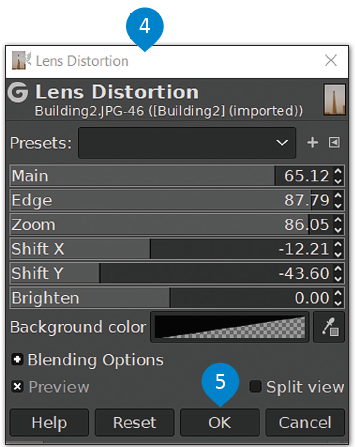 4
Lens Distortion
Lens Distortion
Building2.JPG-46 ([Building2] (imported))
Presets:
Main 65.12
Edge 87.79
Zoom 86.05
Shift X -12.21
Shift Y -43.60
Brighten 0.00
Background color
Blending Options
Preview Split view
5
Help Reset OK Cancel